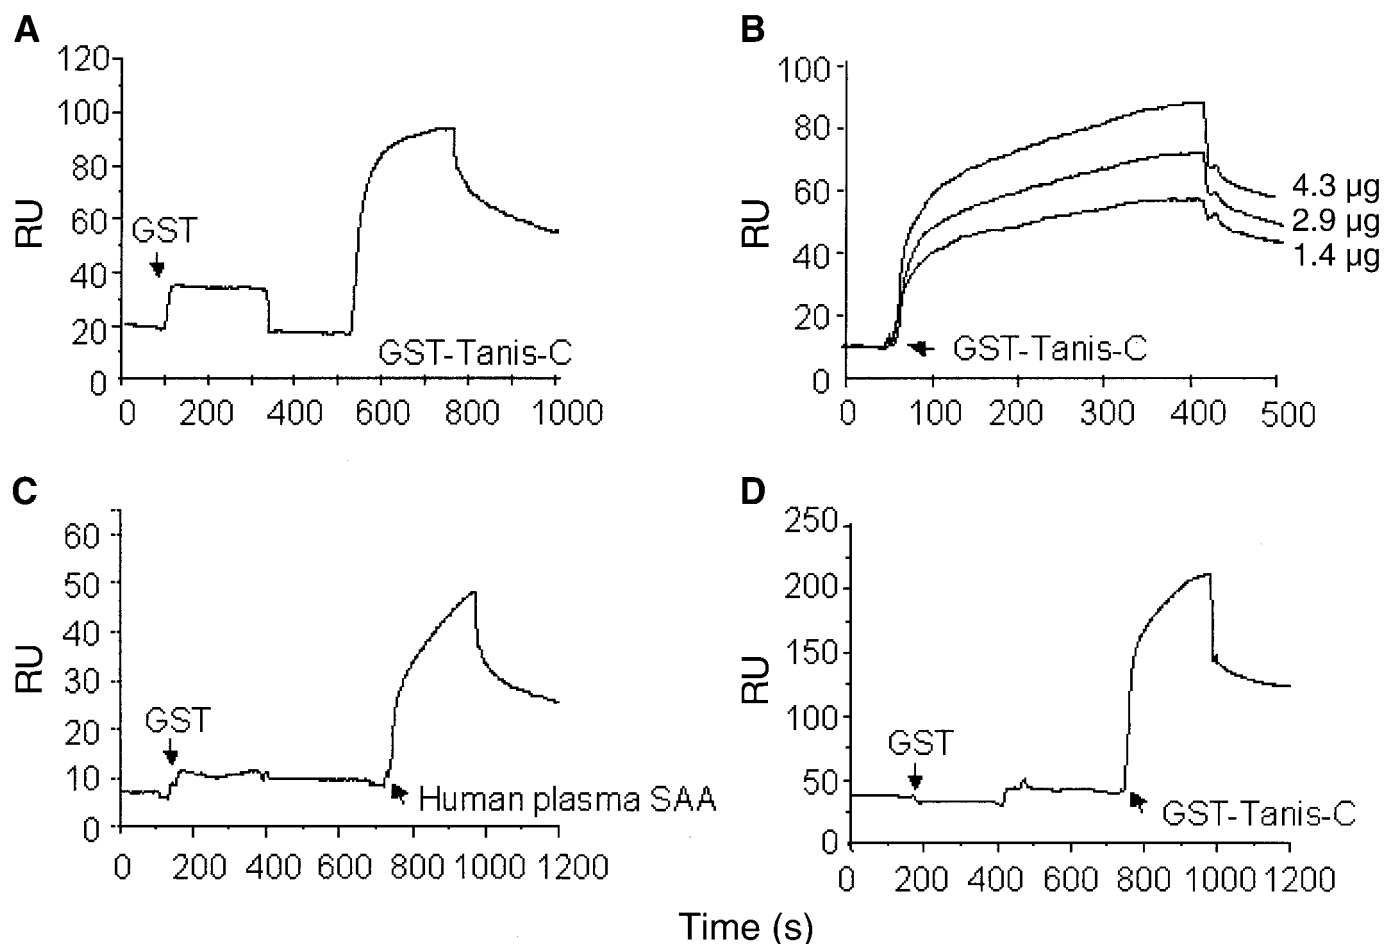 A
120
100
80
60
40
20
0
RU
GST
GST-Tanis-C
0 200 400 600 800 1000
B
100
80
60
40
20
0
RU
4.3 µg
2.9 µg
1.4 µg
GST-Tanis-C
0 100 200 300 400 500
C
60
50
40
30
20
10
0
RU
GST
Human plasma SAA
0 200 400 600 800 1000 1200
D
250
200
150
100
50
0
RU
GST
GST-Tanis-C
0 200 400 600 800 1000 1200
Time (s)